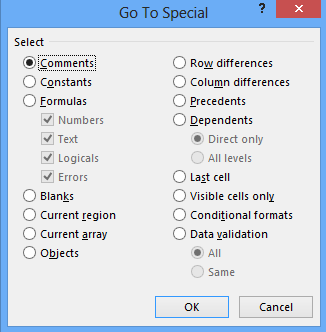 Go To Special
?
Select
Comments
Constants
Formulas
Numbers
Text
Logicals
Errors
Blanks
Current region
Current array
Objects
Row differences
Column differences
Precedents
Dependents
Direct only
All levels
Last cell
Visible cells only
Conditional formats
Data validation
All
Same
OK
Cancel